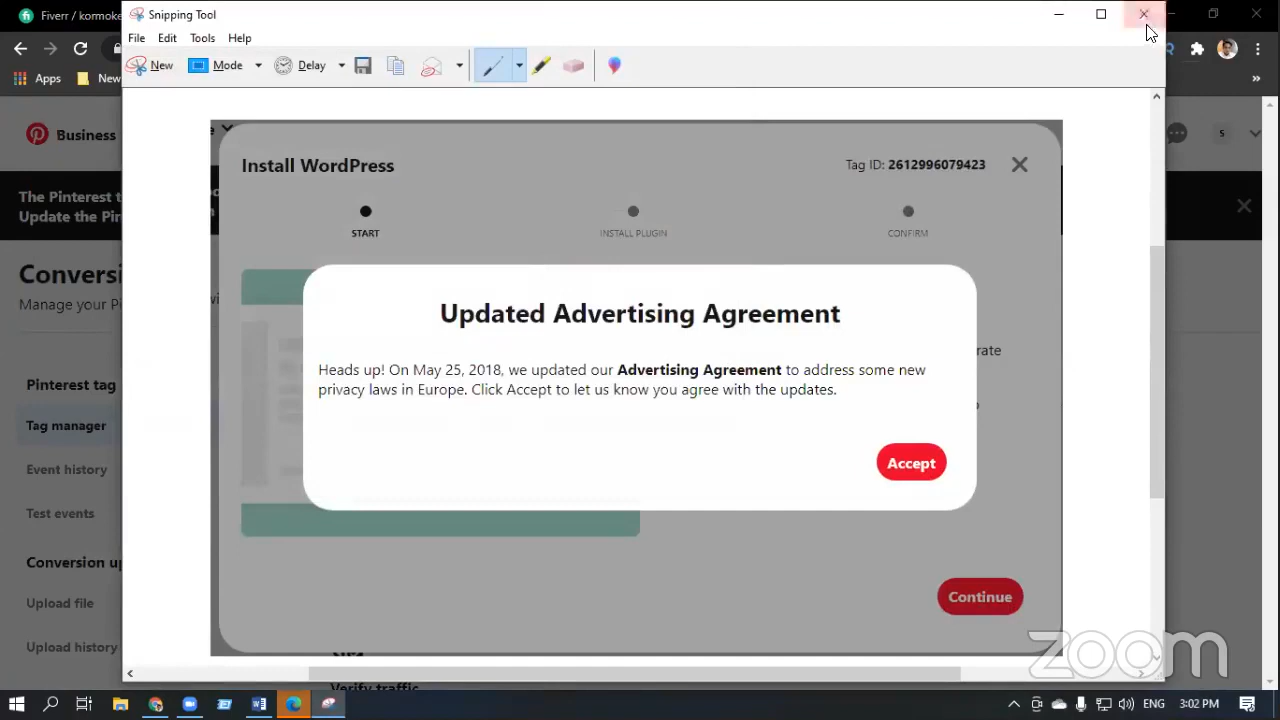 Fiverr / komoke
Snipping Tool
File Edit Tools Help
New Mode Delay
Apps New
Business
5
The Pinterest t
Update the Pin
Install WordPress
Tag ID: 2612996079423
START
INSTALL PLUGIN
CONFIRM
Conversi
Manage your Pi
Updated Advertising Agreement
rate
Heads up! On May 25, 2018, we updated our Advertising Agreement to address some new
privacy laws in Europe. Click Accept to let us know you agree with the updates.
Accept
Pinterest tag
Tag manager
Event history
Test events
Conversion up
Upload file
Upload history
Continue
zoom
Verify traffic
ENG 3:02 PM